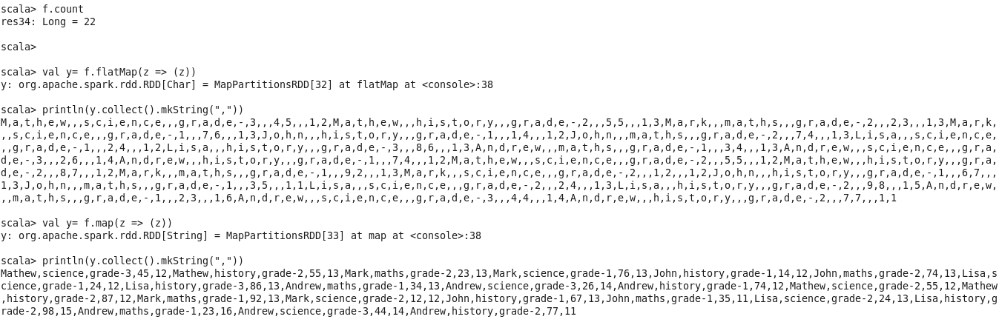 scala> f.count
res34: Long = 22
scala>
scala> val y= f.flatMap(z => (z))
y: org.apache.spark.rdd.RDD[Char] = MapPartitionsRDD[32] at flatMap at <console>:38
scala> println(y.collect().mkString(","))
M,a,t,h,e,w,,,s,c,i,e,n,c,e,,,g,r,a,d,e,-,3,,,4,5,,,1,2,M,a,t,h,e,w,,,h,i,s,t,o,r,y,,,g,r,a,d,e,-,2,,,5,5,,,1,3,M,a,r,k,,,m,a,t,h,s,,,g,r,a,d,e,-,2,,,2,3,,,1,3,M,a,r,k,
,,s,c,i,e,n,c,e,,,g,r,a,d,e,-,1,,,7,6,,,1,3,J,o,h,n,,,h,i,s,t,o,r,y,,,g,r,a,d,e,-,1,,,1,4,,,1,2,J,o,h,n,,,m,a,t,h,s,,,g,r,a,d,e,-,2,,,7,4,,,1,3,L,i,s,a,,,s,c,i,e,n,c,e,
,,g,r,a,d,e,-,1,,,2,4,,,1,2,L,i,s,a,,,h,i,s,t,o,r,y,,,g,r,a,d,e,-,3,,,8,6,,,1,3,A,n,d,r,e,w,,,m,a,t,h,s,,,g,r,a,d,e,-,1,,,3,4,,,1,3,A,n,d,r,e,w,,,s,c,i,e,n,c,e,,,g,r,a,
d,e,-,3,,,2,6,,,1,4,A,n,d,r,e,w,,,h,i,s,t,o,r,y,,,g,r,a,d,e,-,1,,,7,4,,,1,2,M,a,t,h,e,w,,,s,c,i,e,n,c,e,,,g,r,a,d,e,-,2,,,5,5,,,1,2,M,a,t,h,e,w,,,h,i,s,t,o,r,y,,,g,r,a,
d,e,-,2,,,8,7,,,1,2,M,a,r,k,,,m,a,t,h,s,,,g,r,a,d,e,-,1,,,9,2,,,1,3,M,a,r,k,,,s,c,i,e,n,c,e,,,g,r,a,d,e,-,2,,,1,2,,,1,2,J,o,h,n,,,h,i,s,t,o,r,y,,,g,r,a,d,e,-,1,,,6,7,,,
1,3,J,o,h,n,,,m,a,t,h,s,,,g,r,a,d,e,-,1,,,3,5,,,1,1,L,i,s,a,,,s,c,i,e,n,c,e,,,g,r,a,d,e,-,2,,,2,4,,,1,3,L,i,s,a,,,h,i,s,t,o,r,y,,,g,r,a,d,e,-,2,,,9,8,,,1,5,A,n,d,r,e,w,
,,m,a,t,h,s,,,g,r,a,d,e,-,1,,,2,3,,,1,6,A,n,d,r,e,w,,,s,c,i,e,n,c,e,,,g,r,a,d,e,-,3,,,4,4,,,1,4,A,n,d,r,e,w,,,h,i,s,t,o,r,y,,,g,r,a,d,e,-,2,,,7,7,,,1,1
scala> val y= f.map(z => (z))
y: org.apache.spark.rdd.RDD[String] = MapPartitionsRDD[33] at map at <console>:38
scala> println(y.collect().mkString(","))
Mathew,science,grade-3,45,12,Mathew,history,grade-2,55,13,Mark,maths,grade-2,23,13,Mark,science,grade-1,76,13,John,history,grade-1,14,12,John,maths,grade-2,74,13,Lisa,s
cience,grade-1,24,12,Lisa,history,grade-3,86,13,Andrew,maths,grade-1,34,13,Andrew,science,grade-3,26,14,Andrew,history,grade-1,74,12,Mathew,science,grade-2,55,12,Mathew
,history,grade-2,87,12,Mark,maths,grade-1,92,13,Mark,science,grade-2,12,12,John,history,grade-1,67,13,John,maths,grade-1,35,11,Lisa,science,grade-2,24,13,Lisa,history,g
rade-2,98,15,Andrew,maths,grade-1,23,16,Andrew,science,grade-3,44,14,Andrew,history,grade-2,77,11